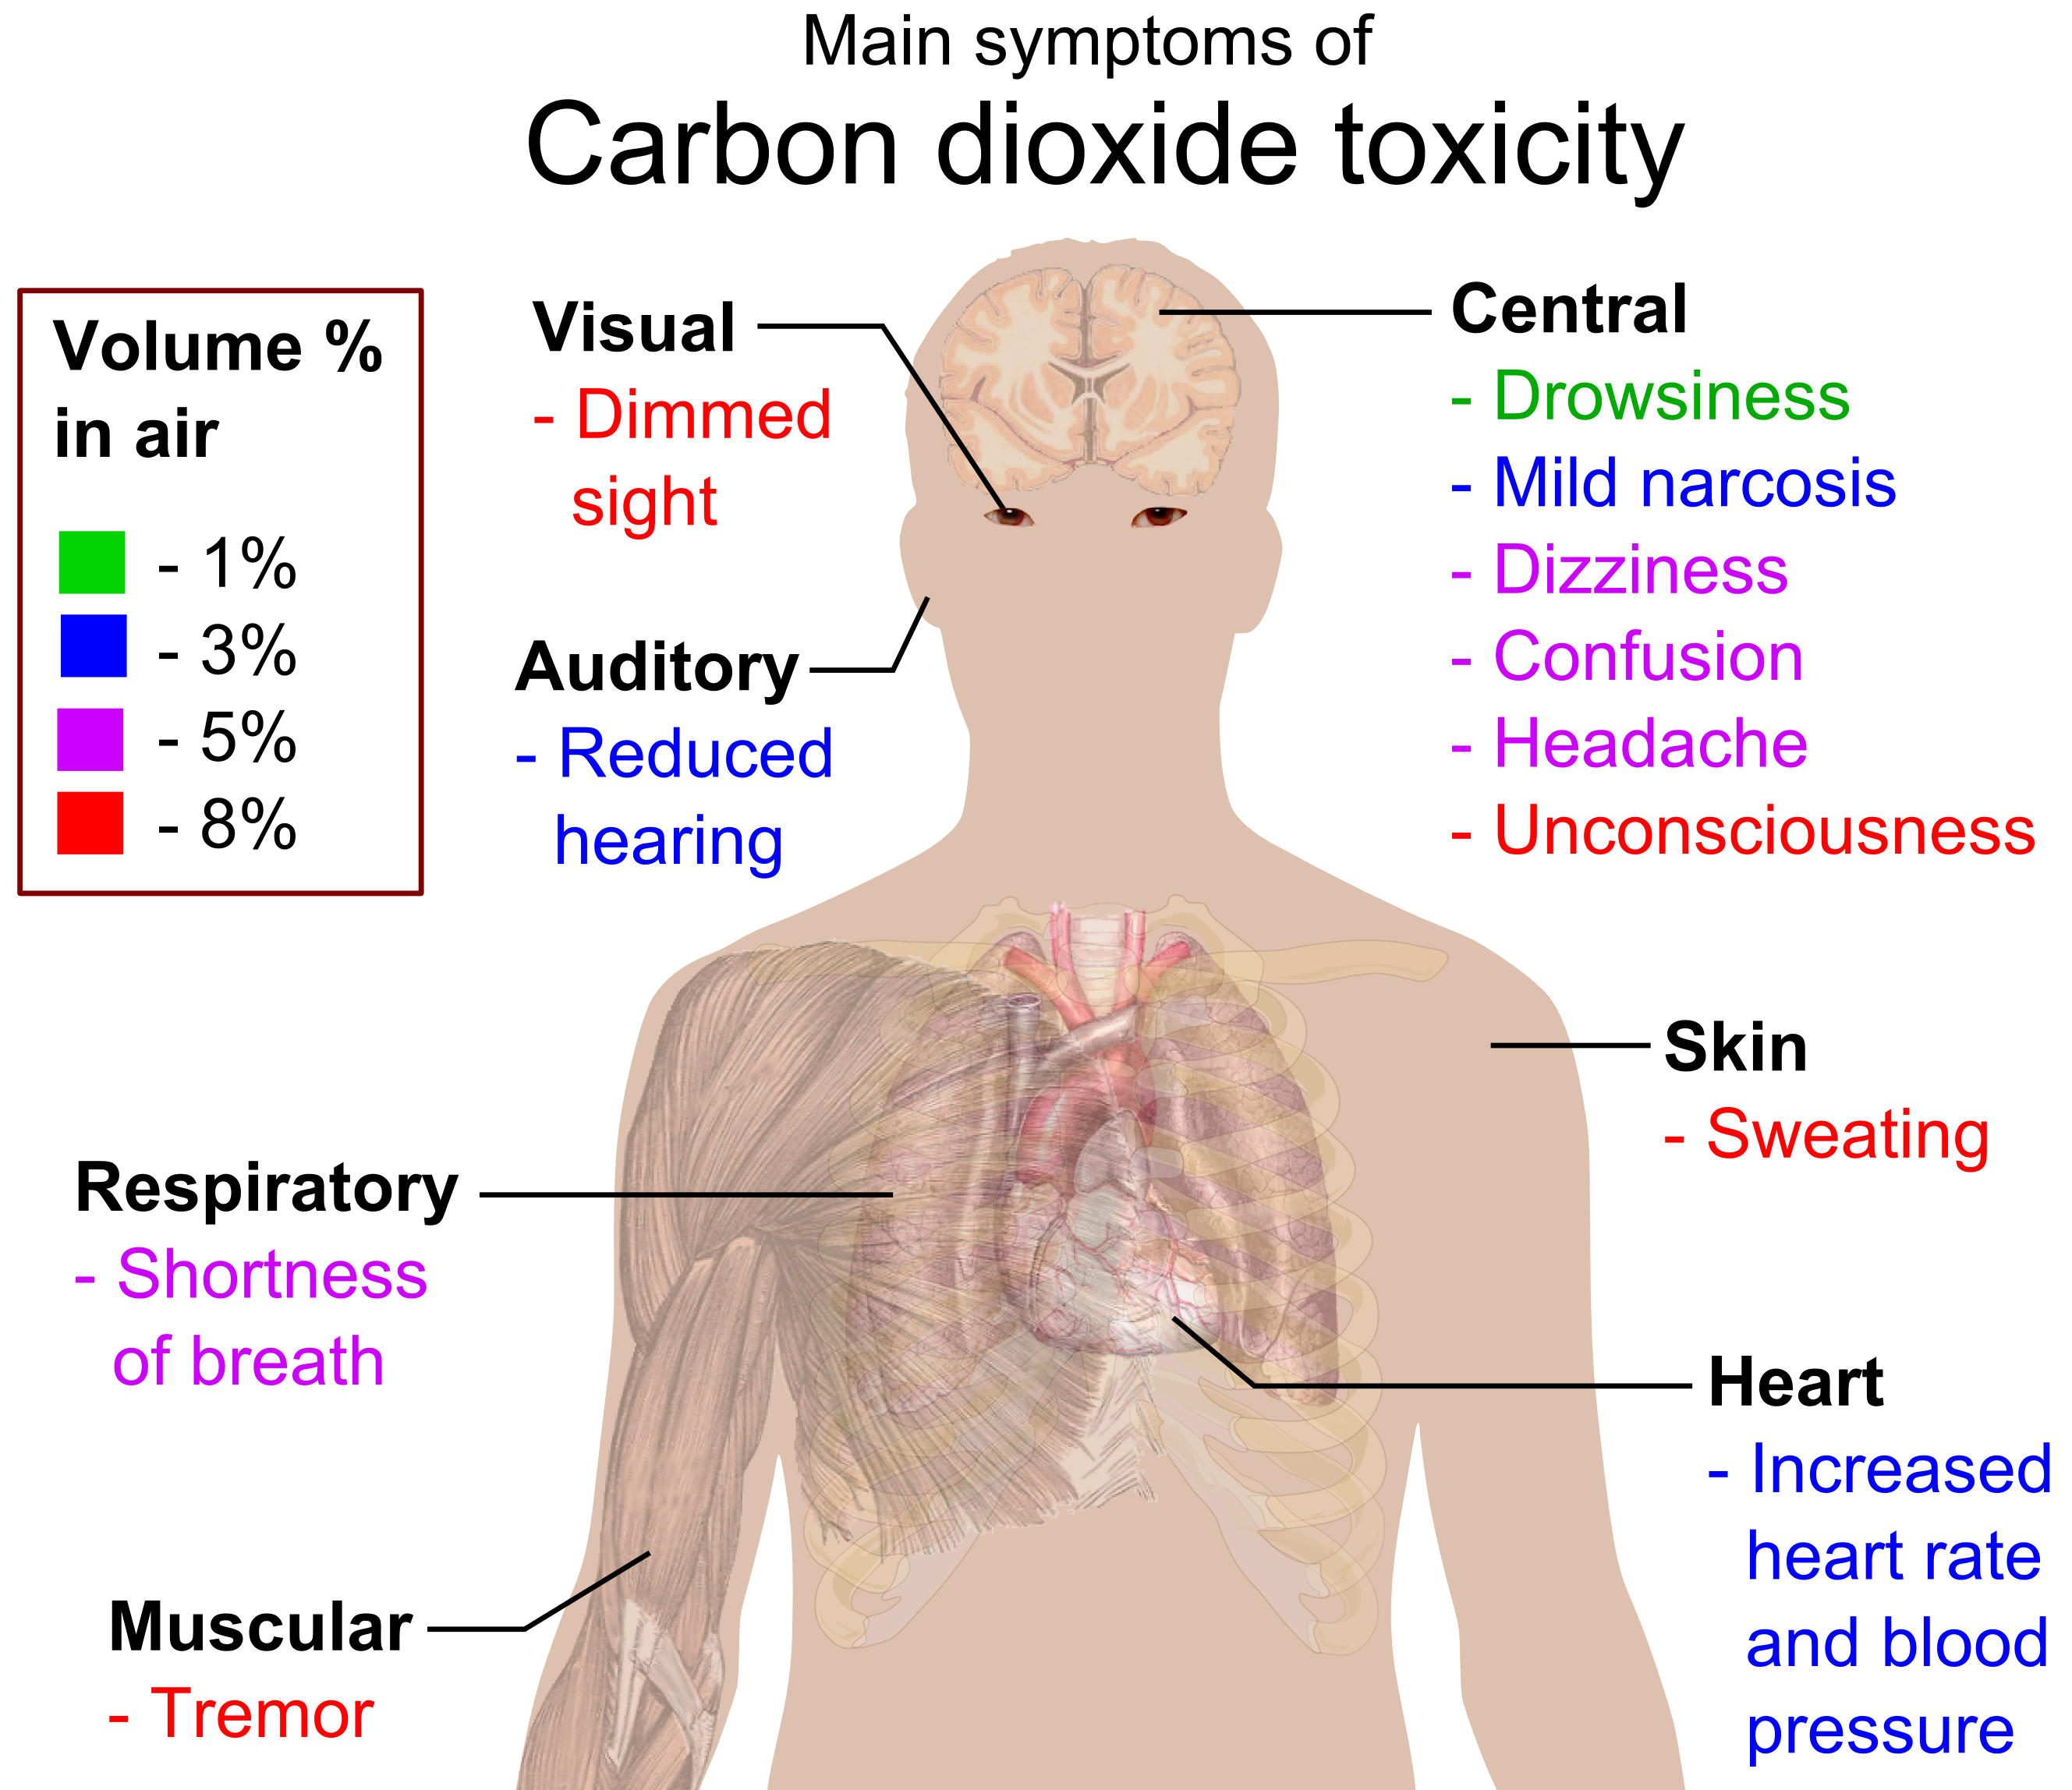 Main symptoms of
Carbon dioxide toxicity
Volume %
in air
- 1%
- 3%
- 5%
- 8%
Visual
- Dimmed
sight
Auditory
- Reduced
hearing
Central
- Drowsiness
- Mild narcosis
- Dizziness
- Confusion
- Headache
- Unconsciousness
Skin
- Sweating
Respiratory
- Shortness
of breath
Heart
- Increased
heart rate
and blood
pressure
Muscular
- Tremor